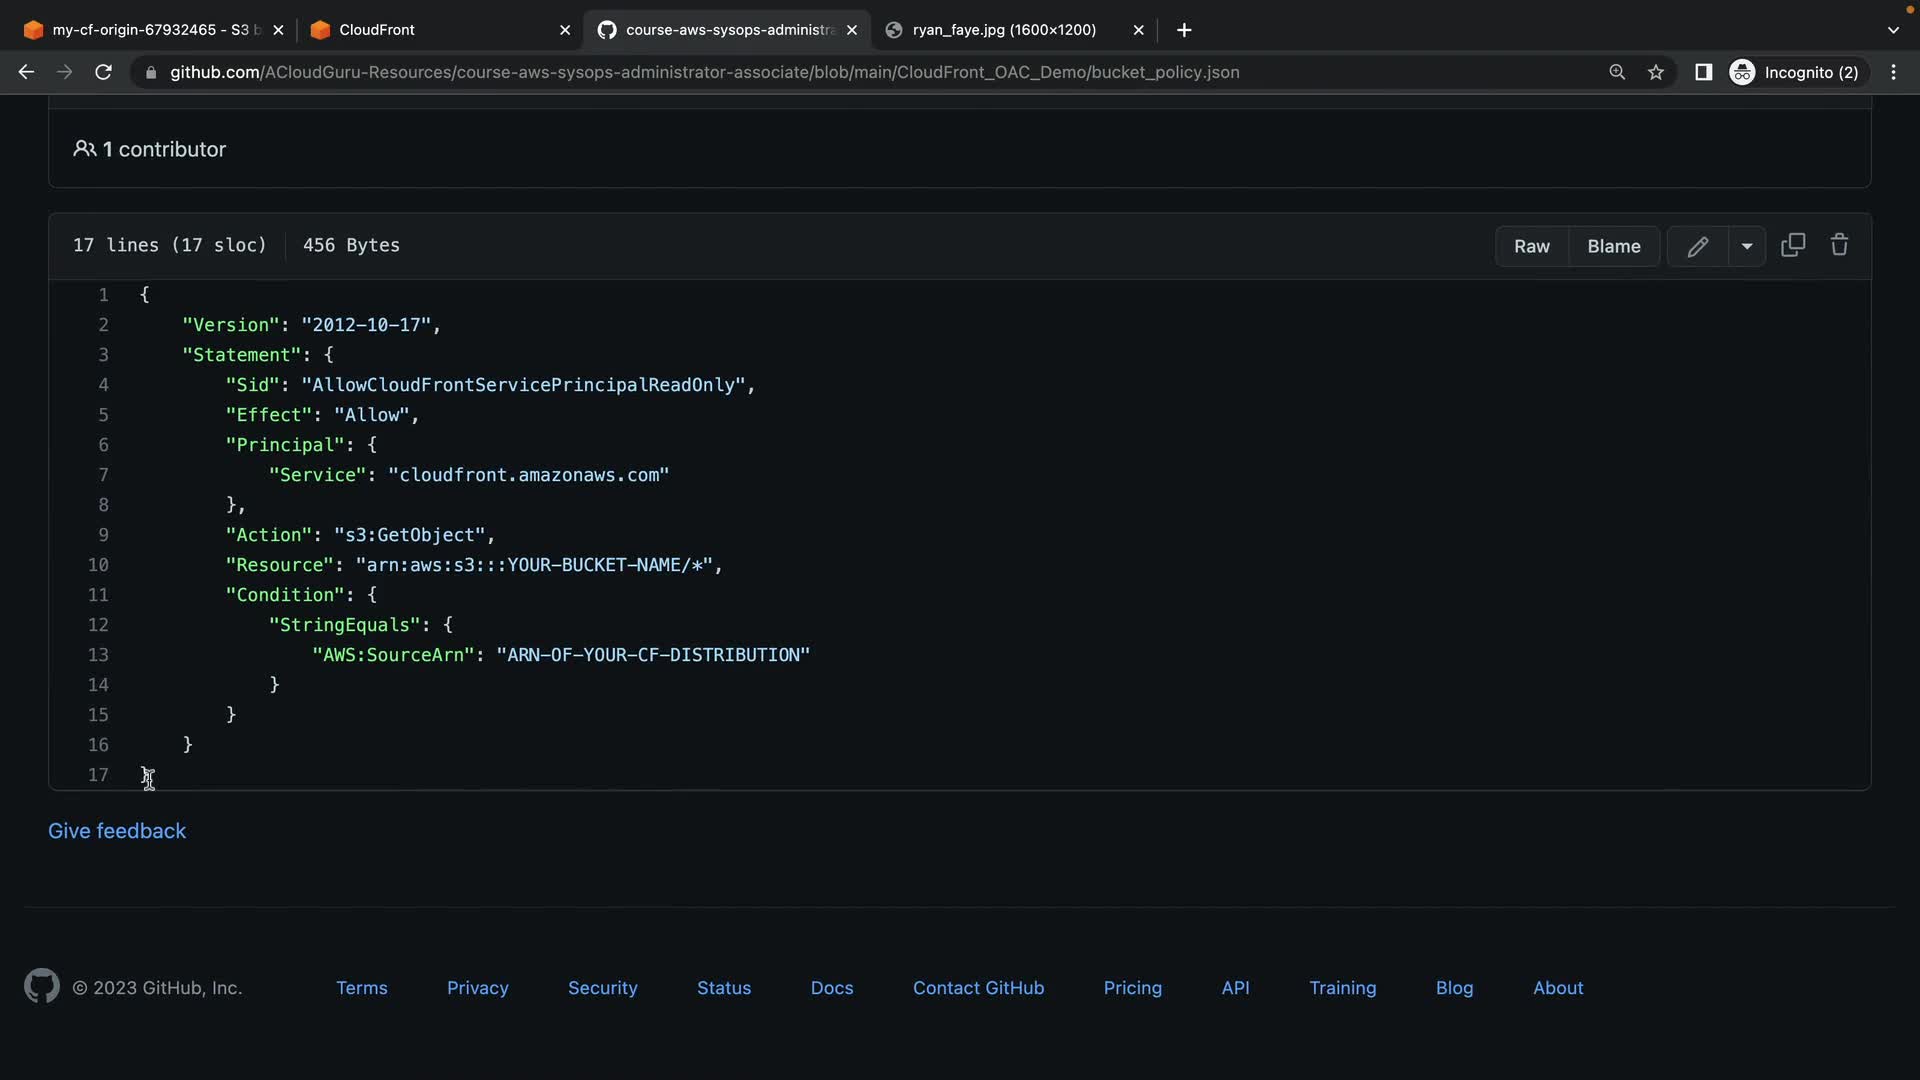 my-cf-origin-67932465 - S3 b
CloudFront
course-aws-sysops-administra
ryan_faye.jpg (1600×1200)
github.com/ACloudGuru-Resources/course-aws-sysops-administrator-associate/blob/main/CloudFront_OAC_Demo/bucket_policy.json
Incognito (2)
1 contributor
17 lines (17 sloc) 456 Bytes
Raw Blame
1 {
2 "Version": "2012-10-17",
3 "Statement": {
4 "Sid": "AllowCloudFrontServicePrincipalReadOnly",
5 "Effect": "Allow",
6 "Principal": {
7 "Service": "cloudfront.amazonaws.com"
8 },
9 "Action": "s3:GetObject",
10 "Resource": "arn:aws:s3:::YOUR-BUCKET-NAME/*",
11 "Condition": {
12 "StringEquals": {
13 "AWS:SourceArn": "ARN-OF-YOUR-CF-DISTRIBUTION"
14 }
15 }
16 }
17 }
Give feedback
© 2023 GitHub, Inc. Terms Privacy Security Status Docs Contact GitHub Pricing API Training Blog About